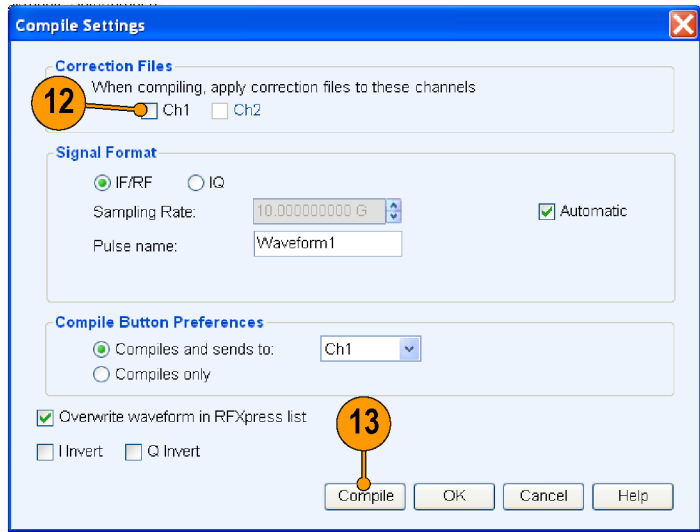 Compile Settings
Correction Files
When compiling, apply correction files to these channels
12
Ch1 Ch2
Signal Format
IF/RF IQ
Sampling Rate: 10.000000000 G Automatic
Pulse name: Waveform1
Compile Button Preferences
Compiles and sends to: Ch1
Compiles only
Overwrite waveform in RFXpress list
13
I Invert Q Invert
Compile OK Cancel Help